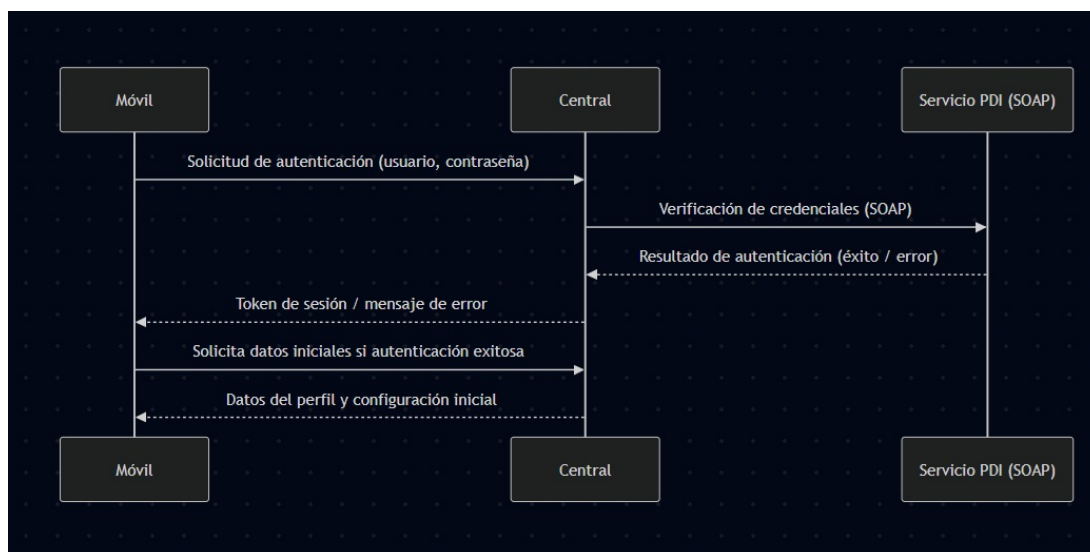 Móvil
Central
Servicio PDI (SOAP)
Solicitud de autenticación (usuario, contraseña)
Verificación de credenciales (SOAP)
Resultado de autenticación (éxito / error)
Token de sesión / mensaje de error
Solicita datos iniciales si autenticación exitosa
Datos del perfil y configuración inicial
Móvil
Central
Servicio PDI (SOAP)